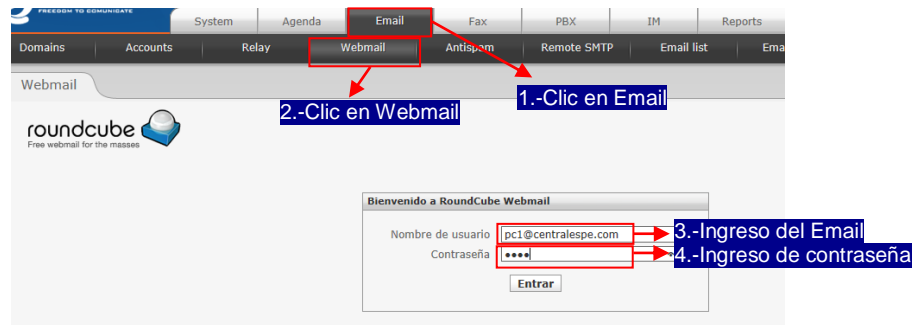 FREEDOM TO COMUNICATE
System Agenda Email Fax PBX IM Reports
Domains Accounts Relay Webmail Antispam Remote SMTP Email list Ema
Webmail
1.-Clic en Email
2.-Clic en Webmail
roundcube
Free webmail for the masses
Bienvenido a RoundCube Webmail
Nombre de usuario pc1@centralespe.com
3.-Ingreso del Email
Contraseña ••••
4.-Ingreso de contraseña
Entrar